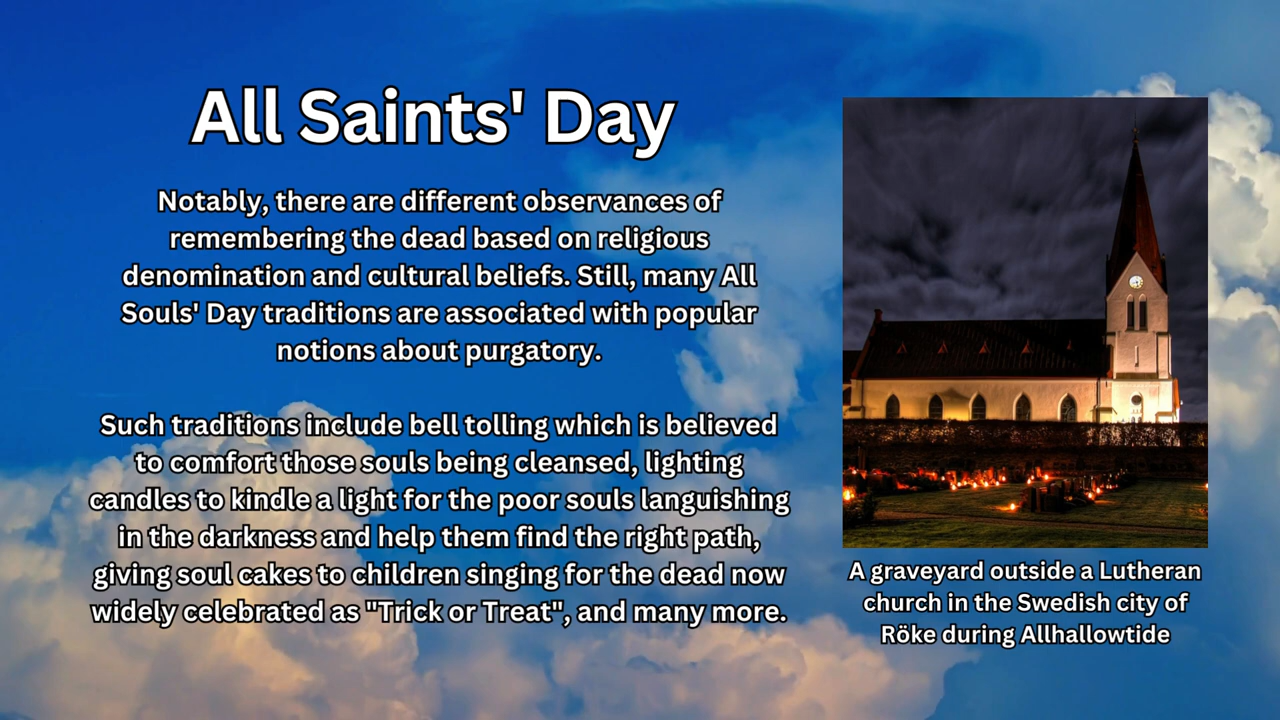 All Saints' Day
Notably, there are different observances of
remembering the dead based on religious
denomination and cultural beliefs. Still, many All
Souls' Day traditions are associated with popular
notions about purgatory.
Such traditions include bell tolling which is believed
to comfort those souls being cleansed, lighting
candles to kindle a light for the poor souls languishing
in the darkness and help them find the right path,
giving soul cakes to children singing for the dead now
widely celebrated as "Trick or Treat", and many more.
A graveyard outside a Lutheran
church in the Swedish city of
Röke during Allhallowtide